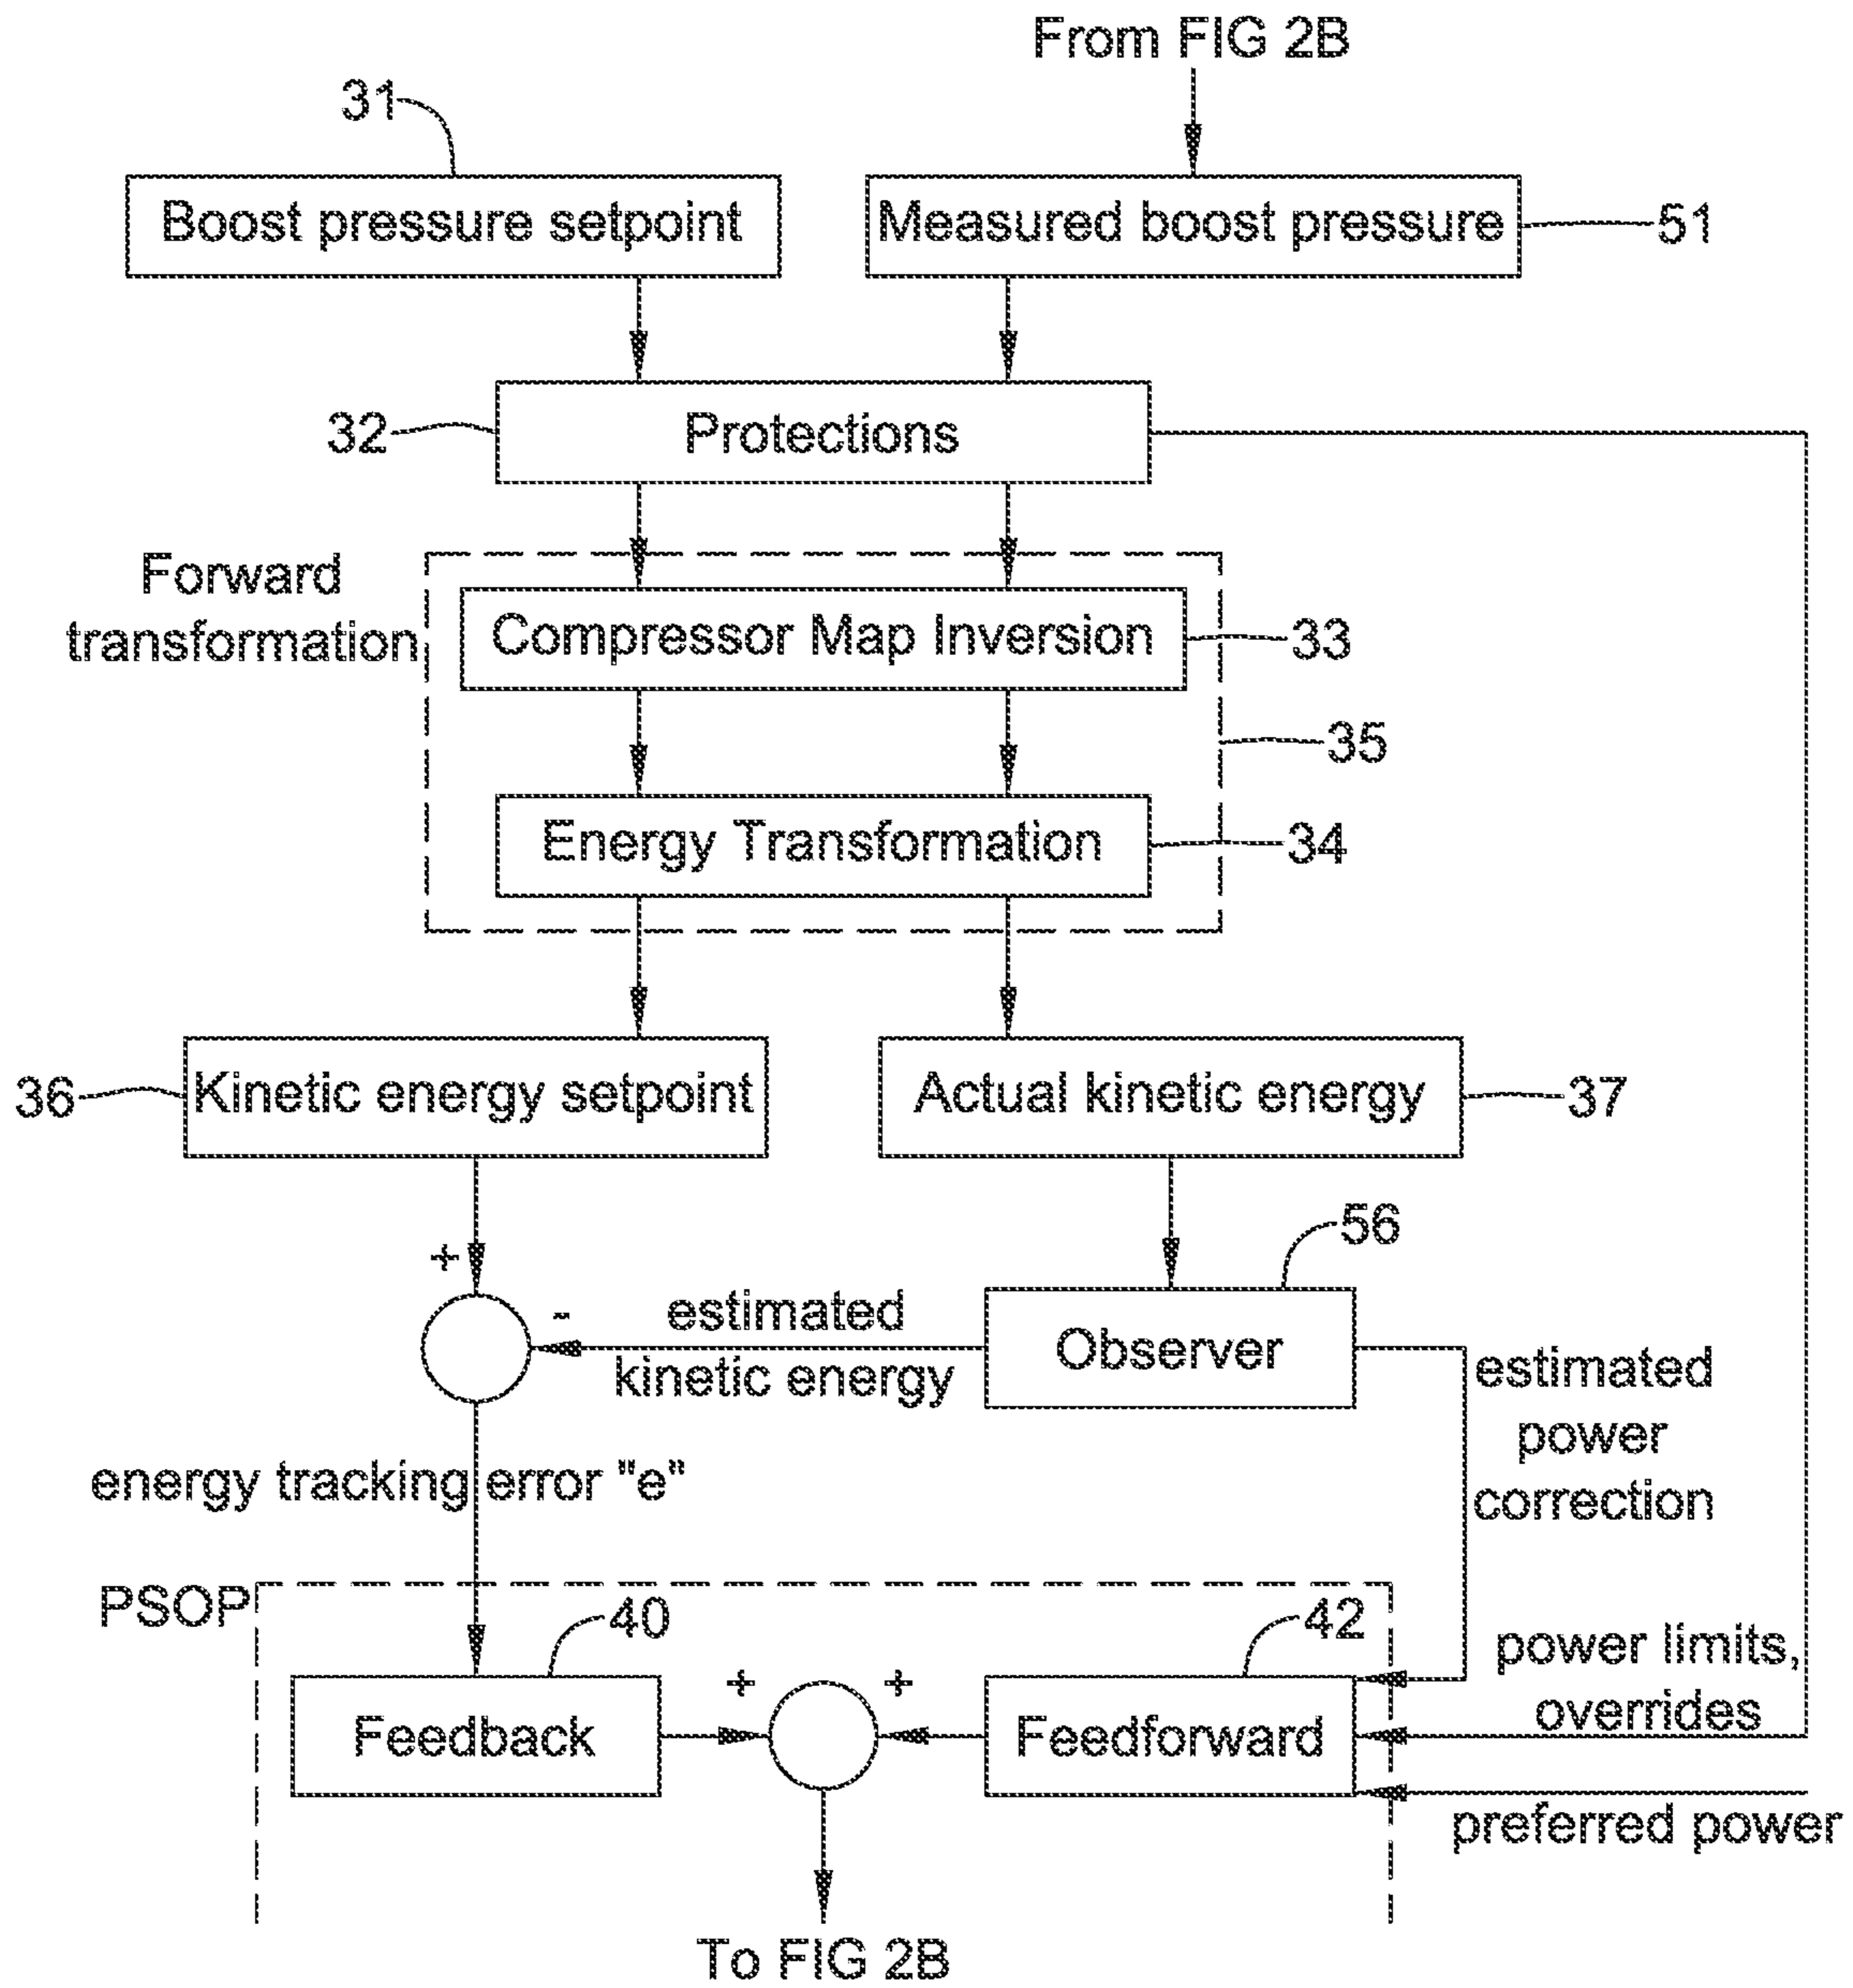 From FIG 2B
31
Boost pressure setpoint
Measured boost pressure
51
32
Protections
Forward
transformation
Compressor Map Inversion
33
35
Energy Transformation
34
36
Kinetic energy setpoint
Actual kinetic energy
37
56
+
-
estimated
kinetic energy
Observer
estimated
power
correction
energy tracking error "e"
PSOP
40
42
power limits,
overrides
+
+
Feedback
Feedforward
preferred power
To FIG 2B